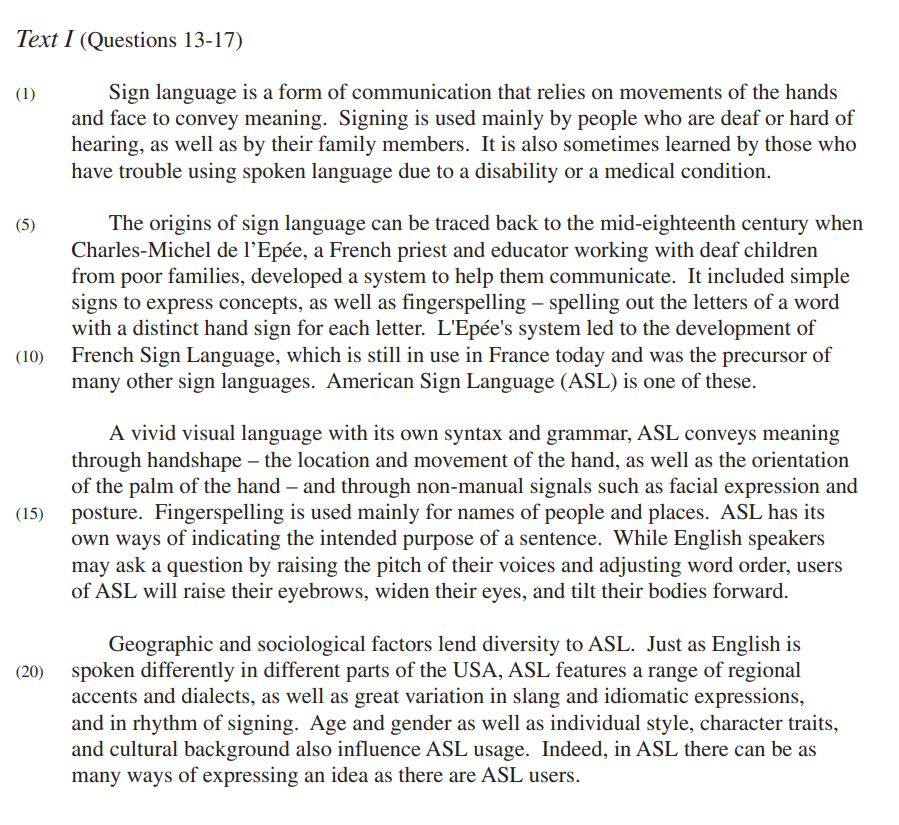 Text I (Questions 13-17)
(1) Sign language is a form of communication that relies on movements of the hands
and face to convey meaning. Signing is used mainly by people who are deaf or hard of
hearing, as well as by their family members. It is also sometimes learned by those who
have trouble using spoken language due to a disability or a medical condition.
(5) The origins of sign language can be traced back to the mid-eighteenth century when
Charles-Michel de l’Epée, a French priest and educator working with deaf children
from poor families, developed a system to help them communicate. It included simple
signs to express concepts, as well as fingerspelling – spelling out the letters of a word
with a distinct hand sign for each letter. L'Epée's system led to the development of
(10) French Sign Language, which is still in use in France today and was the precursor of
many other sign languages. American Sign Language (ASL) is one of these.
A vivid visual language with its own syntax and grammar, ASL conveys meaning
through handshape – the location and movement of the hand, as well as the orientation
of the palm of the hand – and through non-manual signals such as facial expression and
(15) posture. Fingerspelling is used mainly for names of people and places. ASL has its
own ways of indicating the intended purpose of a sentence. While English speakers
may ask a question by raising the pitch of their voices and adjusting word order, users
of ASL will raise their eyebrows, widen their eyes, and tilt their bodies forward.
Geographic and sociological factors lend diversity to ASL. Just as English is
(20) spoken differently in different parts of the USA, ASL features a range of regional
accents and dialects, as well as great variation in slang and idiomatic expressions,
and in rhythm of signing. Age and gender as well as individual style, character traits,
and cultural background also influence ASL usage. Indeed, in ASL there can be as
many ways of expressing an idea as there are ASL users.